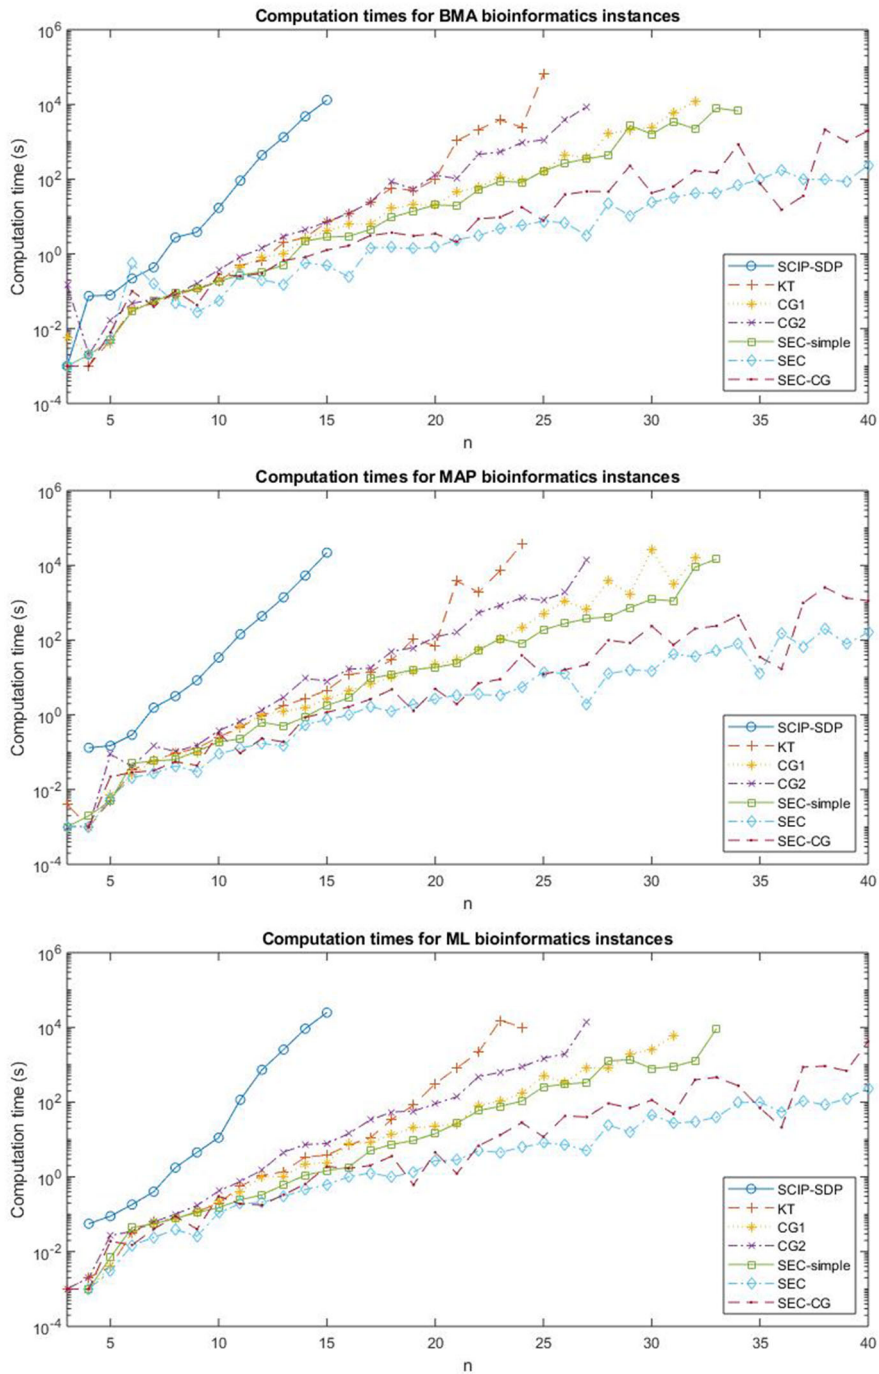 Computation times for BMA bioinformatics instances
10^6
10^4
10^2
10^0
10^-2
10^-4
Computation time (s)
5 10 15 20 25 30 35 40
n
SCIP-SDP
KT
CG1
CG2
SEC-simple
SEC
SEC-CG
Computation times for MAP bioinformatics instances
10^6
10^4
10^2
10^0
10^-2
10^-4
Computation time (s)
5 10 15 20 25 30 35 40
n
SCIP-SDP
KT
CG1
CG2
SEC-simple
SEC
SEC-CG
Computation times for ML bioinformatics instances
10^6
10^4
10^2
10^0
10^-2
10^-4
Computation time (s)
5 10 15 20 25 30 35 40
n
SCIP-SDP
KT
CG1
CG2
SEC-simple
SEC
SEC-CG